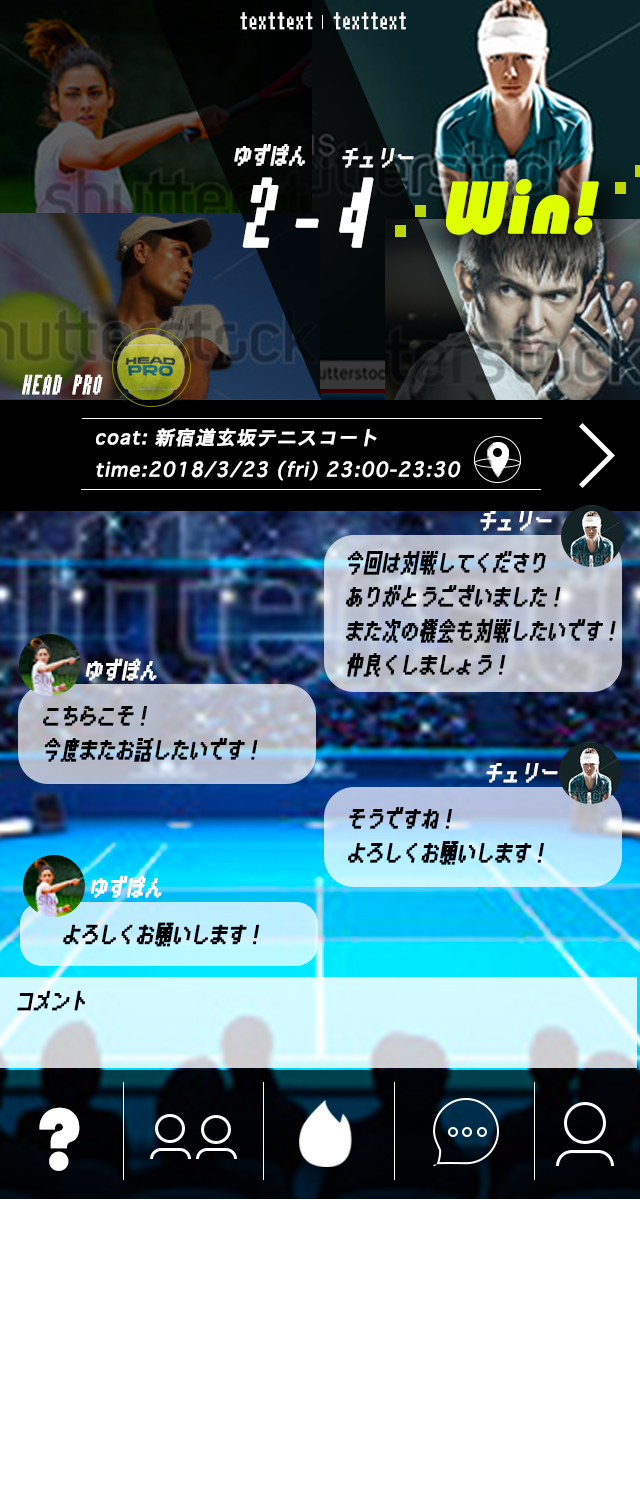 texttext | texttext
ゆずぽん チェリー
2 - 4 Win!
shutterstock
shutterstock
HEAD PRO
HEAD PRO
coat: 新宿道玄坂テニスコート
time:2018/3/23 (fri) 23:00-23:30
チェリー
今回は対戦してくださり
ありがとうございました！
また次の機会も対戦したいです！
仲良くしましょう！
ゆずぽん
こちらこそ！
今度またお話したいです！
チェリー
そうですね！
よろしくお願いします！
ゆずぽん
よろしくお願いします！
コメント
?